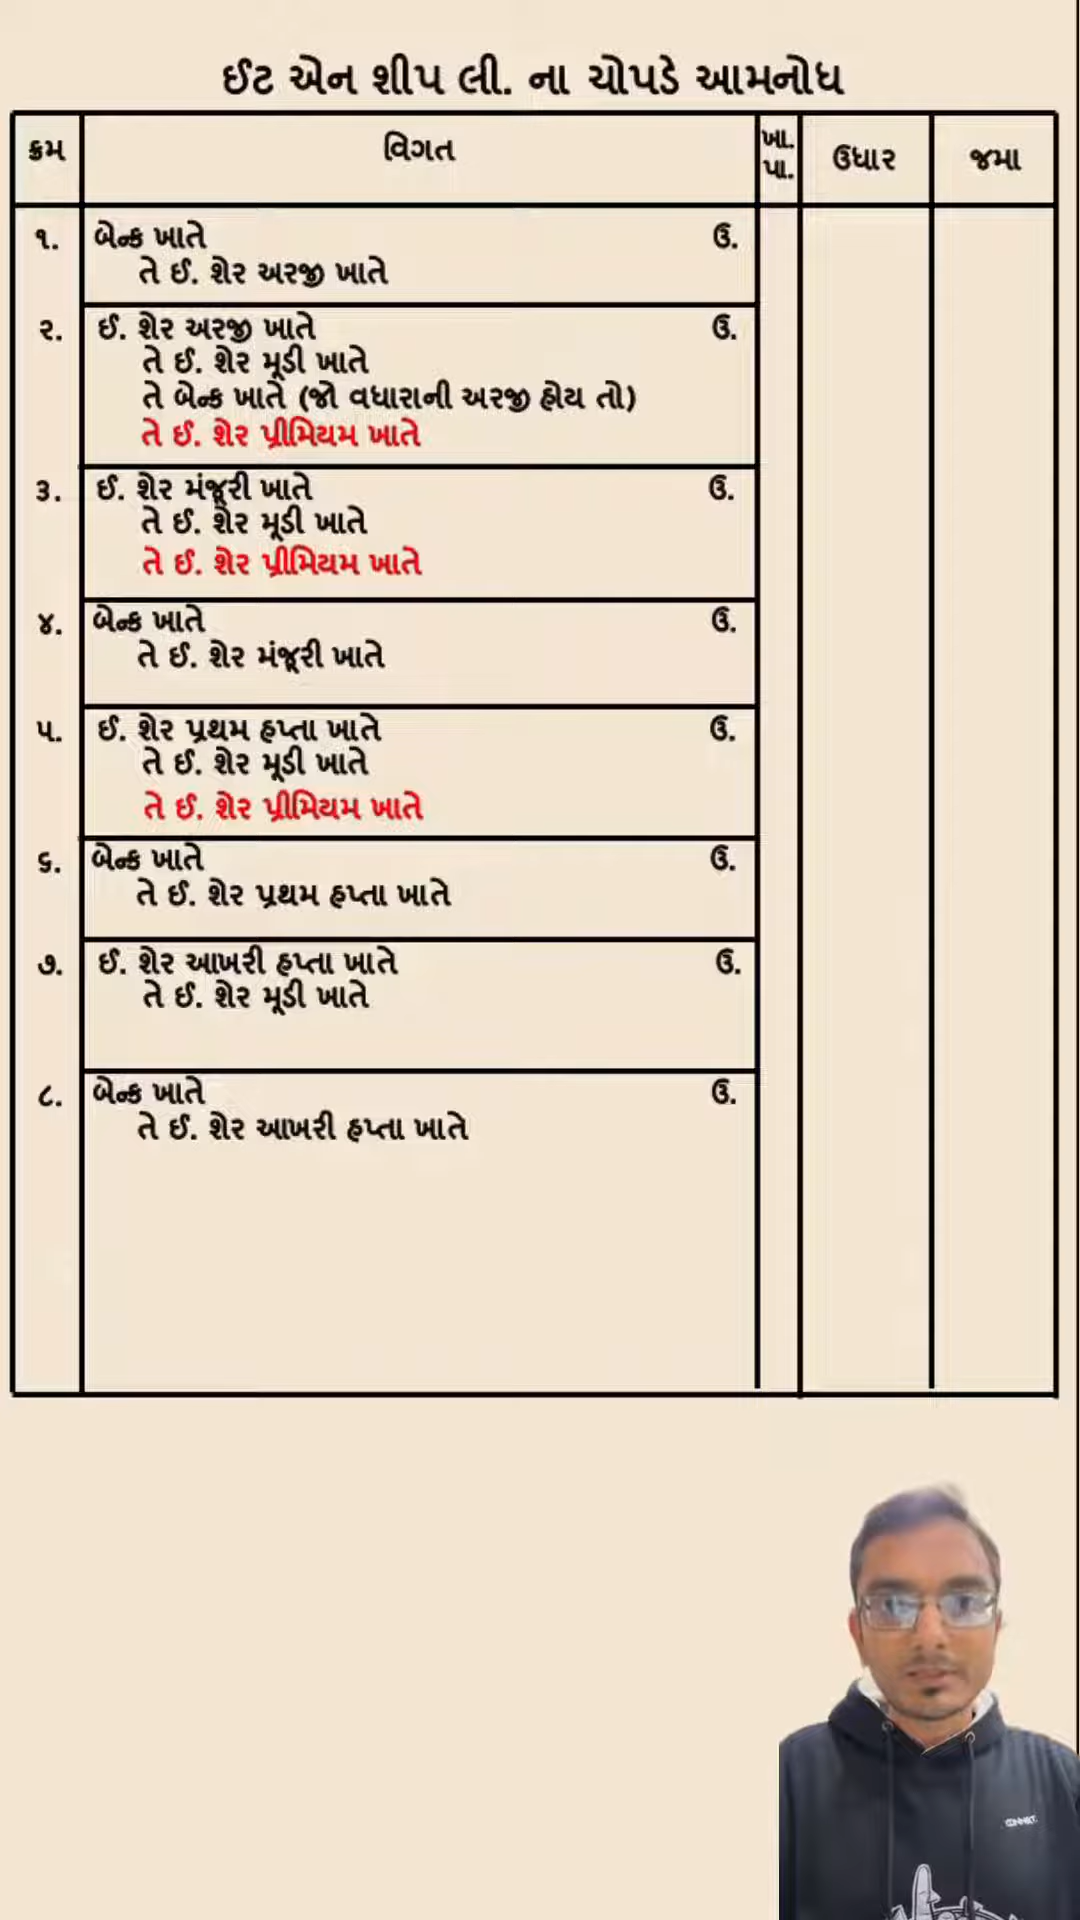 ઈટ એન શીપ લી. ના ચોપડે આમનોધ
ક્રમ વિગત ખા. પા. ઉધાર જમા
૧. બેન્ક ખાતે ઉ.
તે ઈ. શેર અરજી ખાતે
૨. ઈ. શેર અરજી ખાતે ઉ.
તે ઈ. શેર મૂડી ખાતે
તે બેન્ક ખાતે (જો વધારાની અરજી હોય તો)
તે ઈ. શેર પ્રીમિયમ ખાતે
૩. ઈ. શેર મંજૂરી ખાતે ઉ.
તે ઈ. શેર મૂડી ખાતે
તે ઈ. શેર પ્રીમિયમ ખાતે
૪. બેન્ક ખાતે ઉ.
તે ઈ. શેર મંજૂરી ખાતે
૫. ઈ. શેર પ્રથમ હપ્તા ખાતે ઉ.
તે ઈ. શેર મૂડી ખાતે
તે ઈ. શેર પ્રીમિયમ ખાતે
૬. બેન્ક ખાતે ઉ.
તે ઈ. શેર પ્રથમ હપ્તા ખાતે
૭. ઈ. શેર આખરી હપ્તા ખાતે ઉ.
તે ઈ. શેર મૂડી ખાતે
૮. બેન્ક ખાતે ઉ.
તે ઈ. શેર આખરી હપ્તા ખાતે